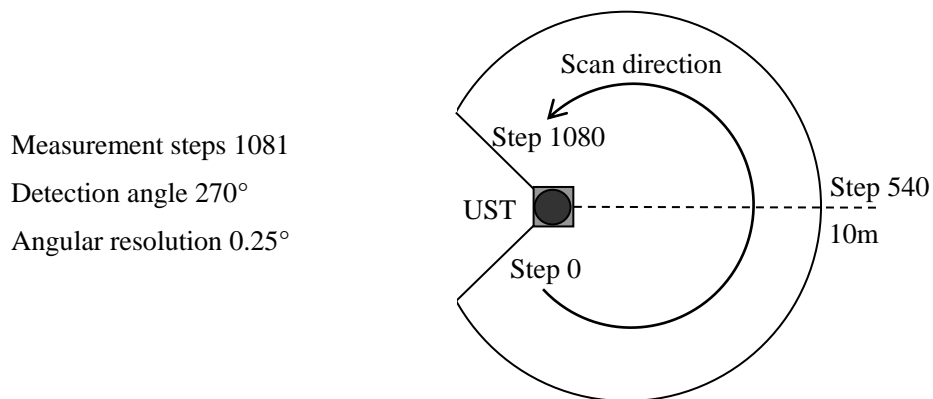 Measurement steps 1081
Detection angle 270°
Angular resolution 0.25°
Scan direction
Step 1080
Step 540
UST
10m
Step 0